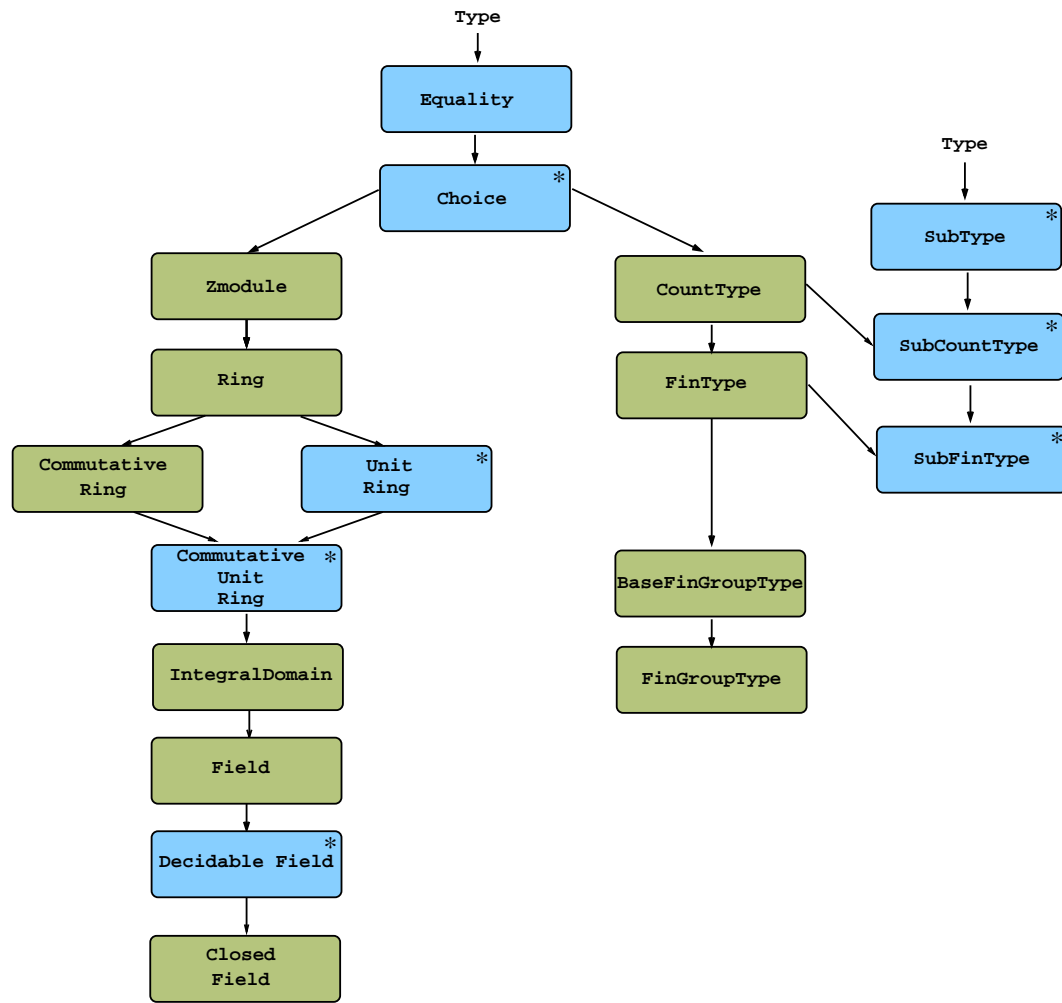 Type
Equality
Type
*
Choice
*
SubType
Zmodule
CountType
*
SubCountType
Ring
FinType
Commutative
Ring
*
Unit
Ring
*
SubFinType
*
Commutative
Unit
Ring
BaseFinGroupType
IntegralDomain
FinGroupType
Field
*
Decidable Field
Closed
Field